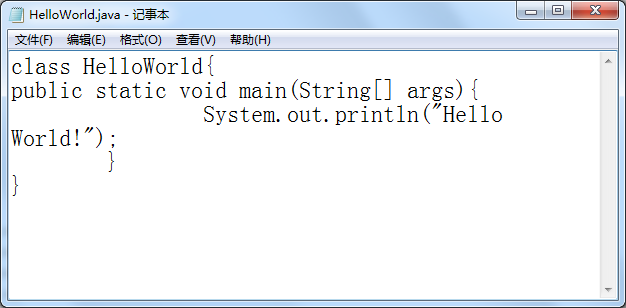 HelloWorld.java - 记事本
文件(F) 编辑(E) 格式(O) 查看(V) 帮助(H)
class HelloWorld{
public static void main(String[] args){
System.out.println("Hello
World!");
}
}